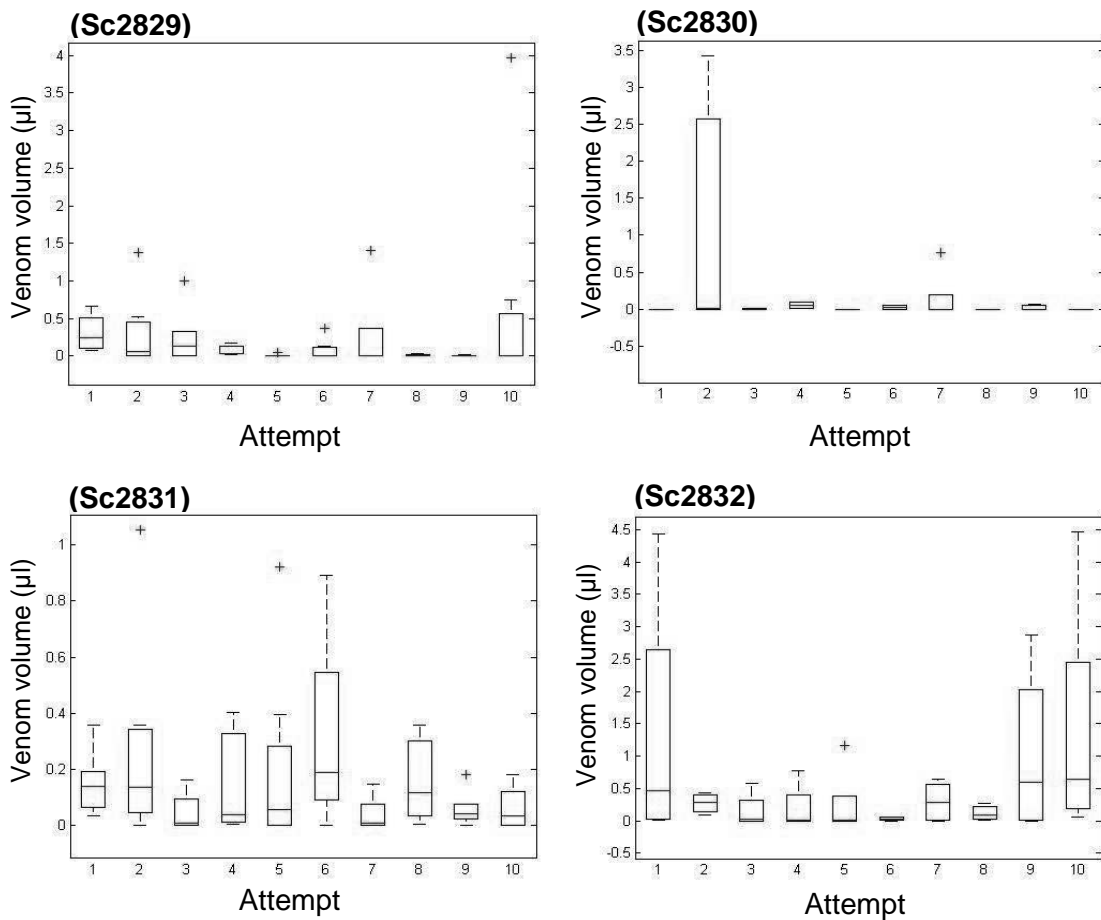 (Sc2829)
Venom volume (µl)
4
3.5
3
2.5
2
1.5
1
0.5
0
1 2 3 4 5 6 7 8 9 10
Attempt
(Sc2830)
Venom volume (µl)
3.5
3
2.5
2
1.5
1
0.5
0
-0.5
1 2 3 4 5 6 7 8 9 10
Attempt
(Sc2831)
Venom volume (µl)
1
0.8
0.6
0.4
0.2
0
1 2 3 4 5 6 7 8 9 10
Attempt
(Sc2832)
Venom volume (µl)
4.5
4
3.5
3
2.5
2
1.5
1
0.5
0
-0.5
1 2 3 4 5 6 7 8 9 10
Attempt